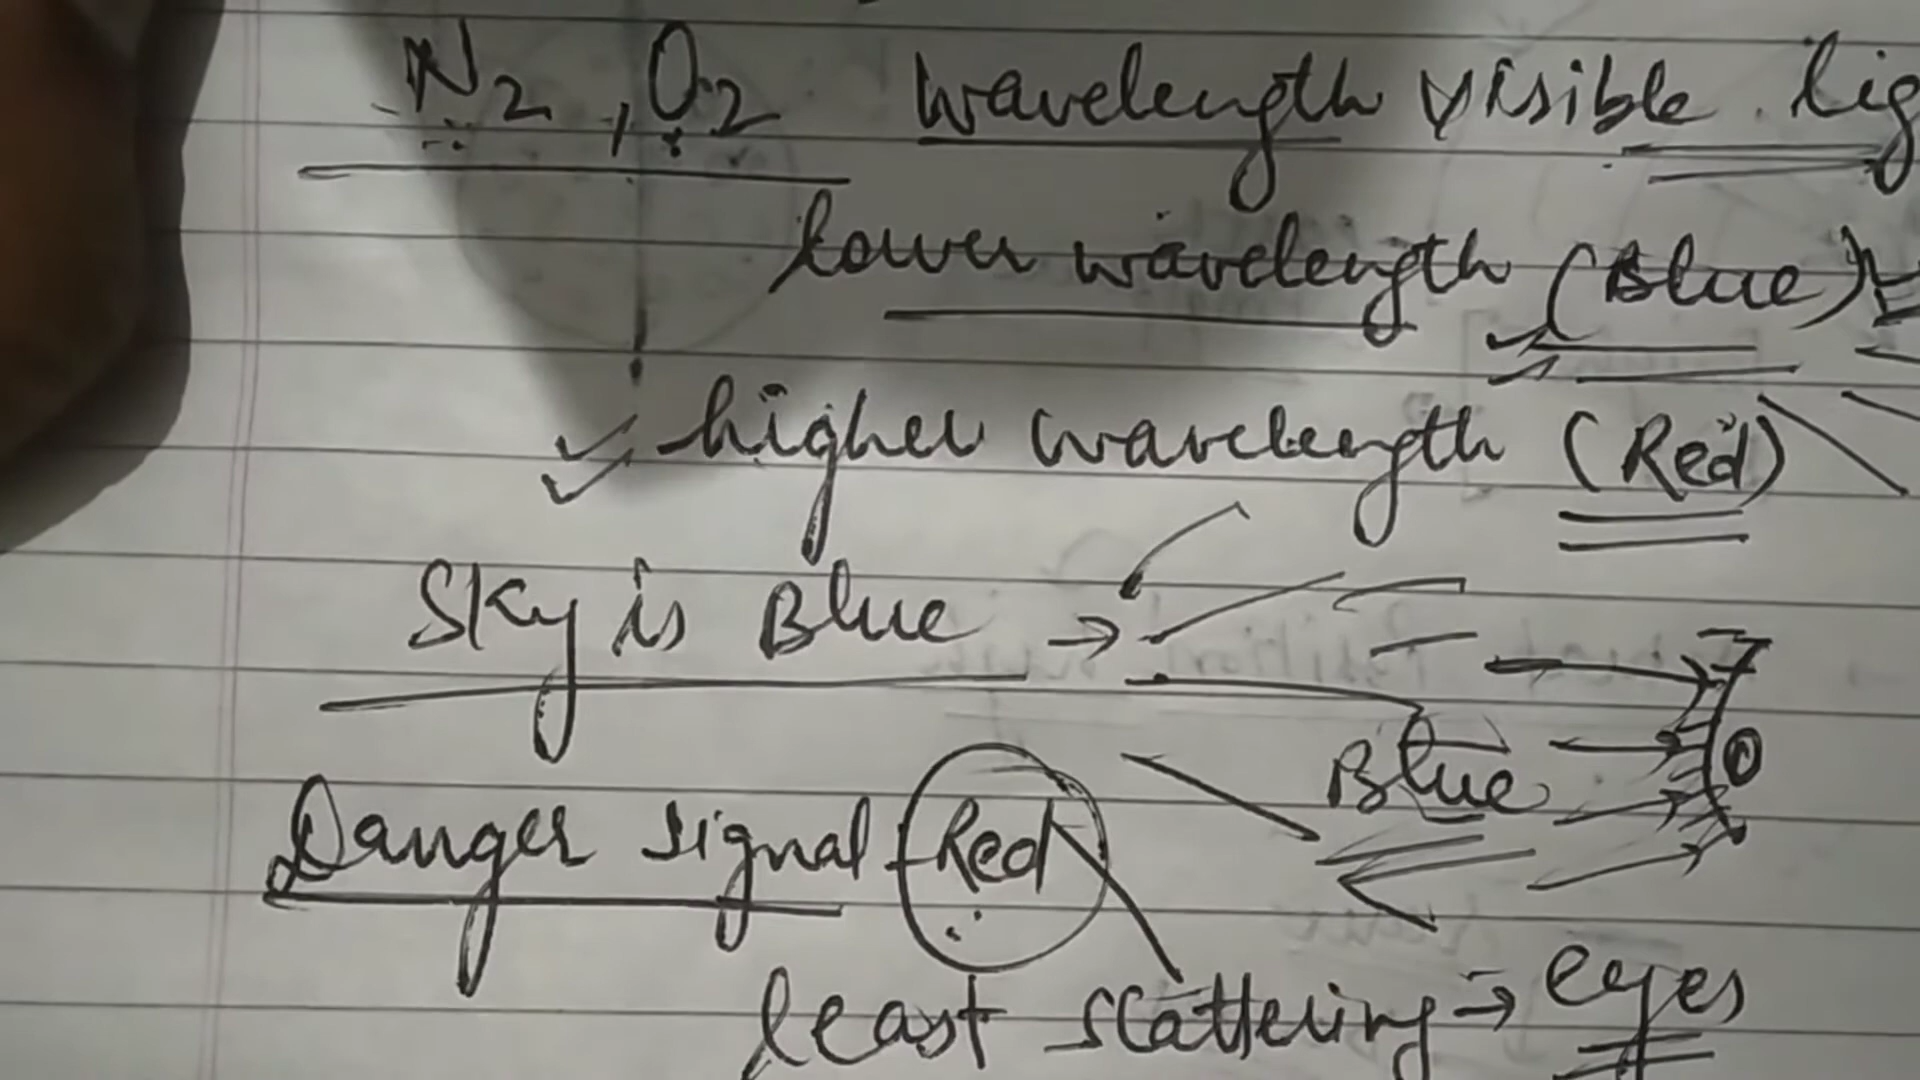 N2, O2 wavelength visible lig
lower wavelength (Blue)
higher wavelength (Red)
Sky is Blue →
Blue
Danger signal - Red
least scattering → eyes